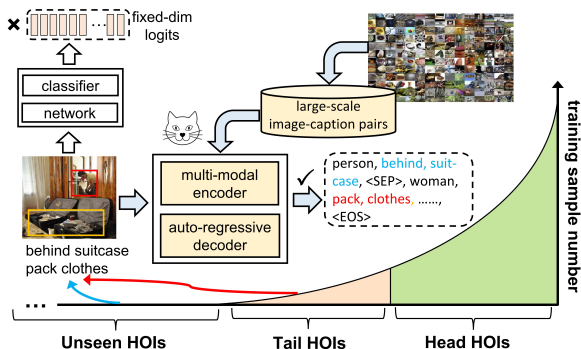 fixed-dim
logits
classifier
network
large-scale
image-caption pairs
multi-modal
encoder
auto-regressive
decoder
person, behind, suit-
case, <SEP>, woman,
pack, clothes, ......,
<EOS>
behind suitcase
pack clothes
training sample number
...
Unseen HOIs
Tail HOIs
Head HOIs